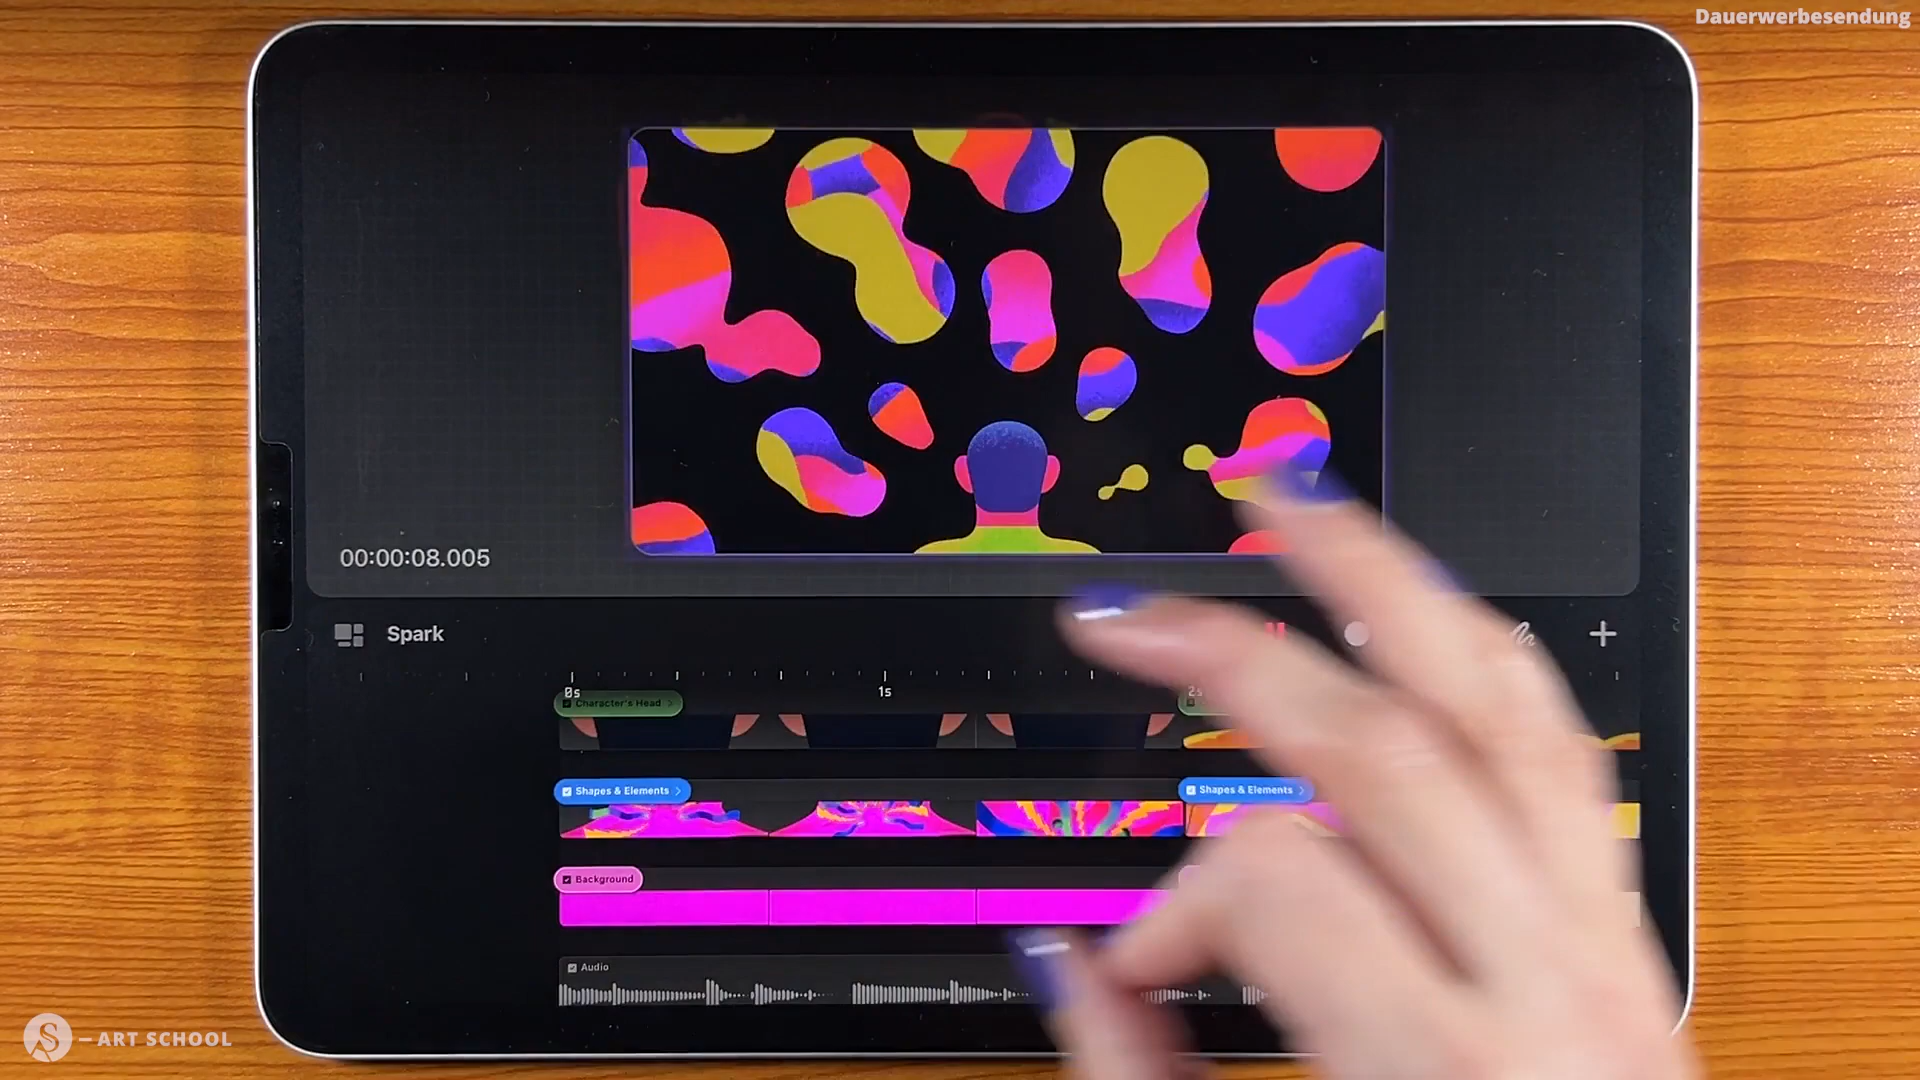 Dauerwerbesendung
00:00:08.005
Spark
0s
1s
2s
Character's Head
Shapes & Elements
Shapes & Elements
Background
Audio
– ART SCHOOL